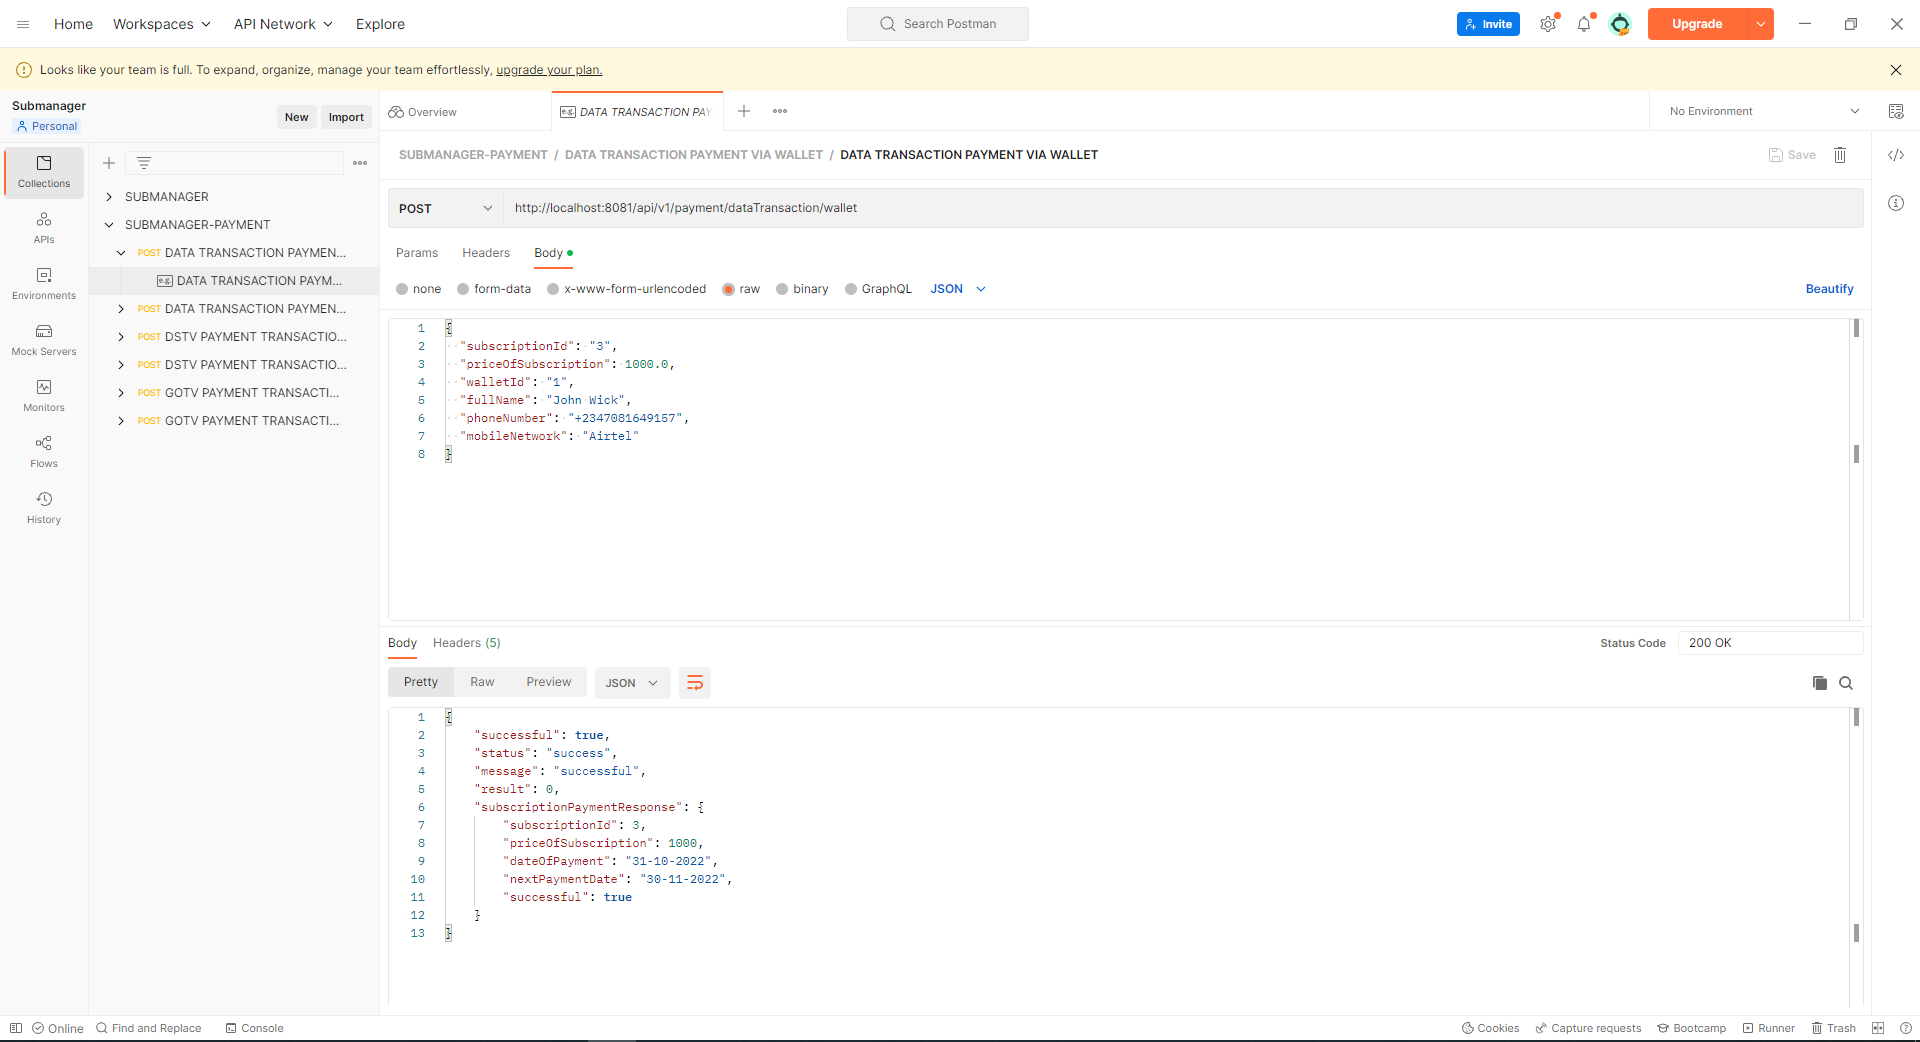 Home Workspaces API Network Explore Search Postman Invite Upgrade
Looks like your team is full. To expand, organize, manage your team effortlessly, upgrade your plan.
Submanager
Personal
New Import
Overview e.g. DATA TRANSACTION PAY
No Environment
Collections
APIs
Environments
Mock Servers
Monitors
Flows
History
SUBMANAGER
SUBMANAGER-PAYMENT
POST DATA TRANSACTION PAYMEN...
e.g. DATA TRANSACTION PAYM...
POST DATA TRANSACTION PAYMEN...
POST DSTV PAYMENT TRANSACTIO...
POST DSTV PAYMENT TRANSACTIO...
POST GOTV PAYMENT TRANSACTI...
POST GOTV PAYMENT TRANSACTI...
SUBMANAGER-PAYMENT / DATA TRANSACTION PAYMENT VIA WALLET / DATA TRANSACTION PAYMENT VIA WALLET
Save
POST http://localhost:8081/api/v1/payment/dataTransaction/wallet
Params Headers Body
none form-data x-www-form-urlencoded raw binary GraphQL JSON Beautify
1 {
2 "subscriptionId": "3",
3 "priceOfSubscription": 1000.0,
4 "walletId": "1",
5 "fullName": "John Wick",
6 "phoneNumber": "+2347081649157",
7 "mobileNetwork": "Airtel"
8 }
Body Headers (5) Status Code 200 OK
Pretty Raw Preview JSON
1 {
2 "successful": true,
3 "status": "success",
4 "message": "successful",
5 "result": 0,
6 "subscriptionPaymentResponse": {
7 "subscriptionId": 3,
8 "priceOfSubscription": 1000,
9 "dateOfPayment": "31-10-2022",
10 "nextPaymentDate": "30-11-2022",
11 "successful": true
12 }
13 }
Online Find and Replace Console Cookies Capture requests Bootcamp Runner Trash